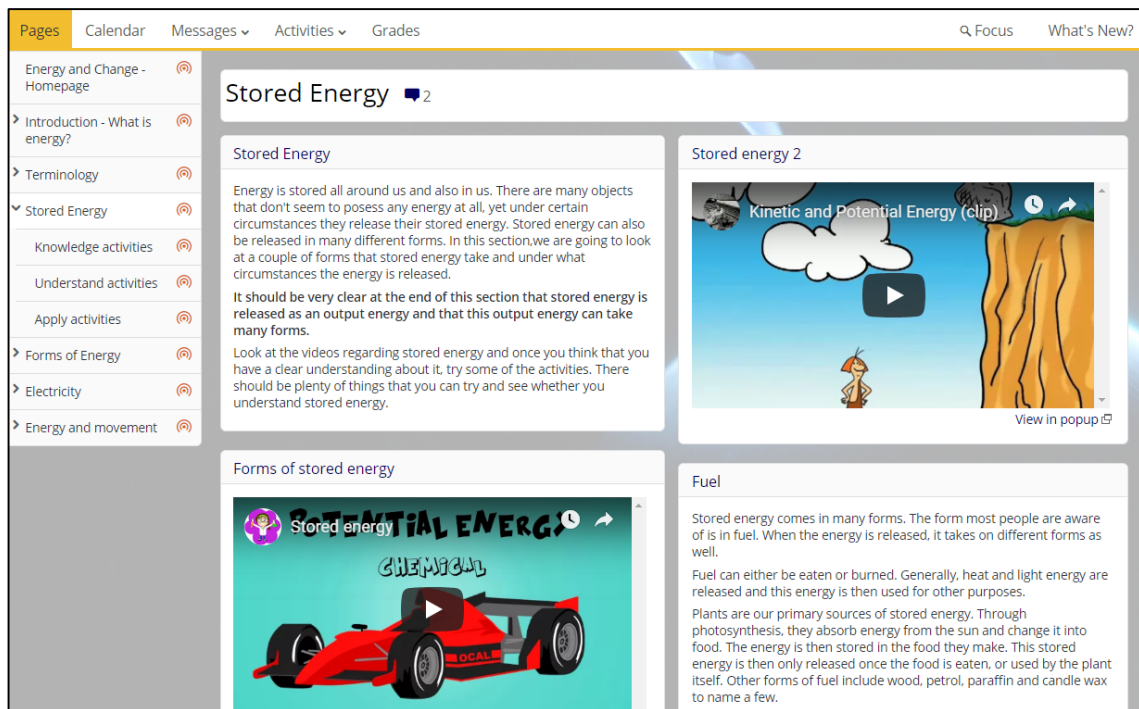 Pages Calendar Messages Activities Grades Focus What's New?
Energy and Change -
Homepage
Introduction - What is
energy?
Terminology
Stored Energy
Knowledge activities
Understand activities
Apply activities
Forms of Energy
Electricity
Energy and movement
Stored Energy 2
Stored Energy
Energy is stored all around us and also in us. There are many objects
that don't seem to posess any energy at all, yet under certain
circumstances they release their stored energy. Stored energy can also
be released in many different forms. In this section,we are going to look
at a couple of forms that stored energy take and under what
circumstances the energy is released.
It should be very clear at the end of this section that stored energy is
released as an output energy and that this output energy can take
many forms.
Look at the videos regarding stored energy and once you think that you
have a clear understanding about it, try some of the activities. There
should be plenty of things that you can try and see whether you
understand stored energy.
Stored energy 2
Kinetic and Potential Energy (clip)
View in popup
Forms of stored energy
Stored energy
POTENTIAL ENERGY
CHEMICAL
OCAL
Fuel
Stored energy comes in many forms. The form most people are aware
of is in fuel. When the energy is released, it takes on different forms as
well.
Fuel can either be eaten or burned. Generally, heat and light energy are
released and this energy is then used for other purposes.
Plants are our primary sources of stored energy. Through
photosynthesis, they absorb energy from the sun and change it into
food. The energy is then stored in the food they make. This stored
energy is then only released once the food is eaten, or used by the plant
itself. Other forms of fuel include wood, petrol, paraffin and candle wax
to name a few.